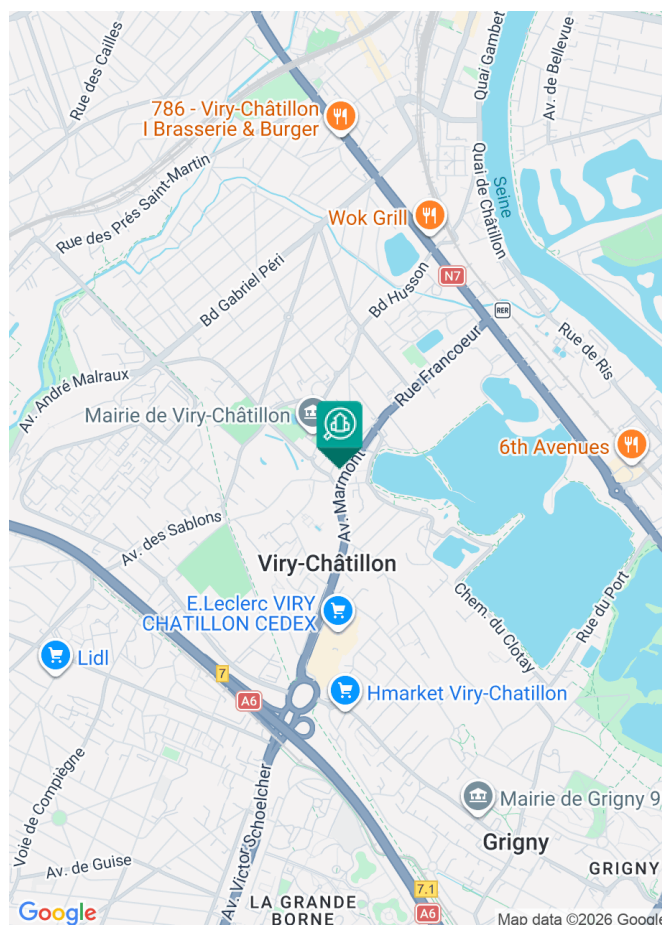 Rue des Cailles
Quai Gambet
Av. de Bellevue
786 - Viry-Châtillon
I Brasserie & Burger
Rue des Prés Saint-Martin
Seine
Quai de Châtillon
Wok Grill
Bd Gabriel Péri
Bd Husson
N7
RER
Rue Francoeur
Rue de Ris
Av. André Malraux
Mairie de Viry-Châtillon
6th Avenues
Av. Marmont
Av. des Sablons
Viry-Châtillon
Chem. du Clotay
Rue du Port
E.Leclerc VIRY
CHATILLON CEDEX
Lidl
7
A6
Hmarket Viry-Chatillon
Voie de Compiègne
Av. Victor Schoelcher
Mairie de Grigny 9
Grigny
GRIGNY
Av. de Guise
7.1
LA GRANDE
BORNE
A6
Google
Map data ©2026 Google